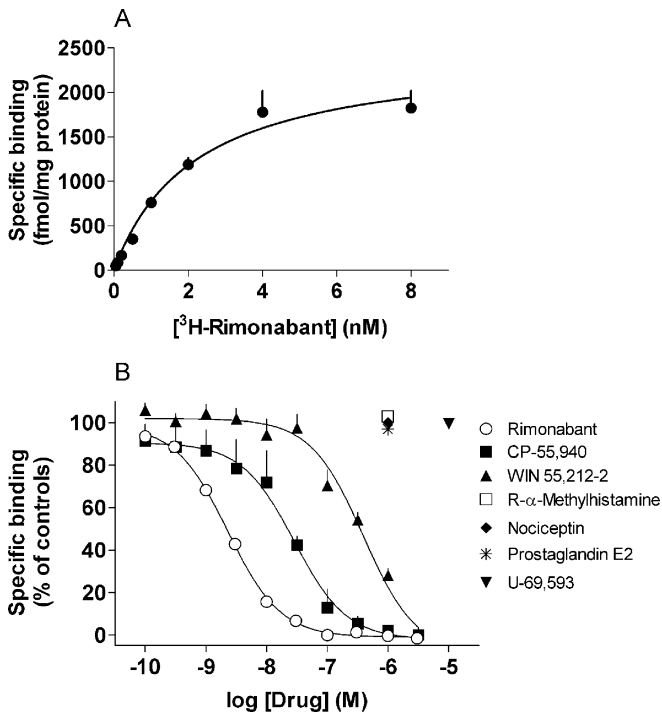 A
Specific binding
(fmol/mg protein)
2500
2000
1500
1000
500
0
0 2 4 6 8
[³H-Rimonabant] (nM)
B
Specific binding
(% of controls)
100
80
60
40
20
0
-10 -9 -8 -7 -6 -5
log [Drug] (M)
Rimonabant
CP-55,940
WIN 55,212-2
R-α-Methylhistamine
Nociceptin
Prostaglandin E2
U-69,593